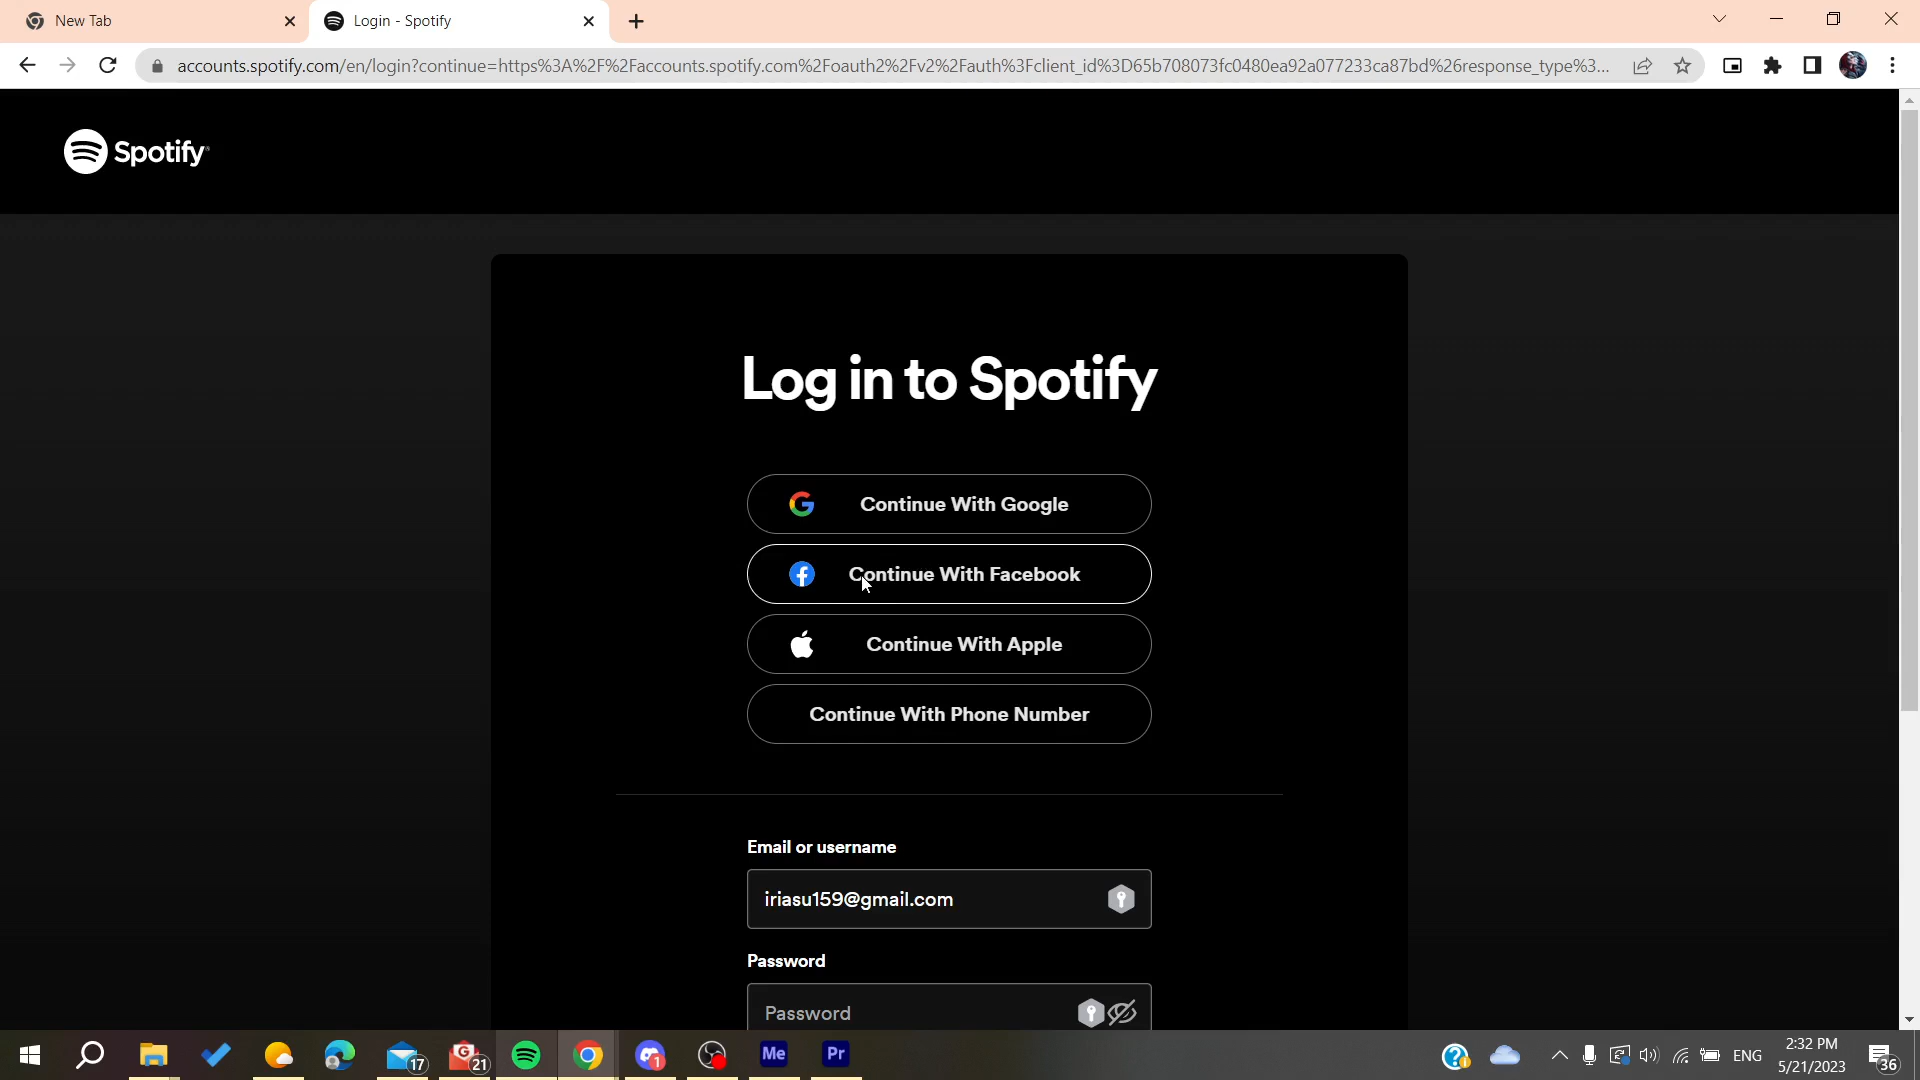 New Tab
Login - Spotify
accounts.spotify.com/en/login?continue=https%3A%2F%2Faccounts.spotify.com%2Foauth2%2Fv2%2Fauth%3Fclient_id%3D65b708073fc0480ea92a077233ca87bd%26response_type%3...
Spotify
Log in to Spotify
Continue With Google
Continue With Facebook
Continue With Apple
Continue With Phone Number
Email or username
iriasu159@gmail.com
Password
Password
17
G 21
1
Me
Pr
ENG
2:32 PM
5/21/2023
36